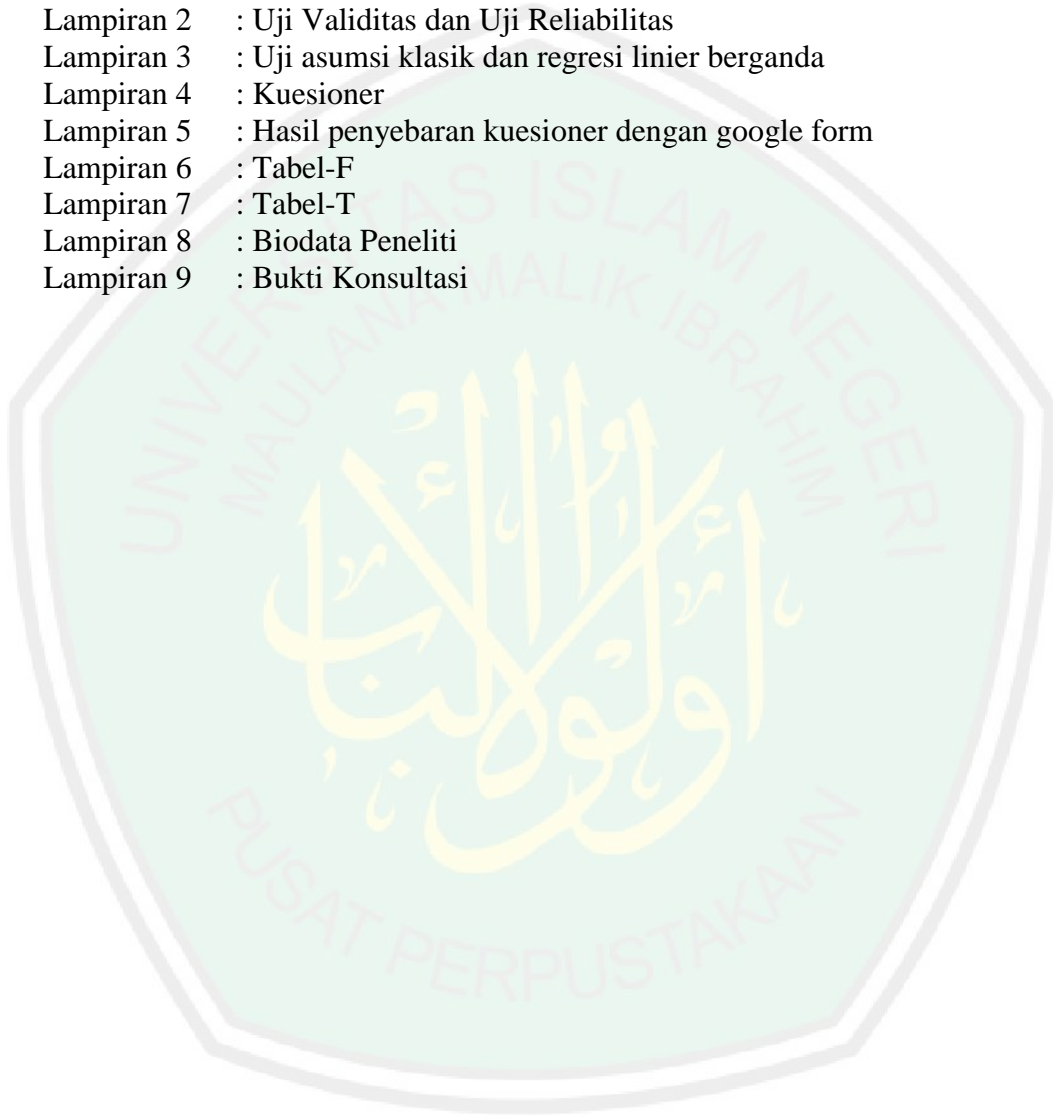 Lampiran 2 : Uji Validitas dan Uji Reliabilitas
Lampiran 3 : Uji asumsi klasik dan regresi linier berganda
Lampiran 4 : Kuesioner
Lampiran 5 : Hasil penyebaran kuesioner dengan google form
Lampiran 6 : Tabel-F
Lampiran 7 : Tabel-T
Lampiran 8 : Biodata Peneliti
Lampiran 9 : Bukti Konsultasi
UNIVERSITAS ISLAM NEGERI
MAULANA MALIK IBRAHIM
أولوا الألباب
PUSAT PERPUSTAKAAN